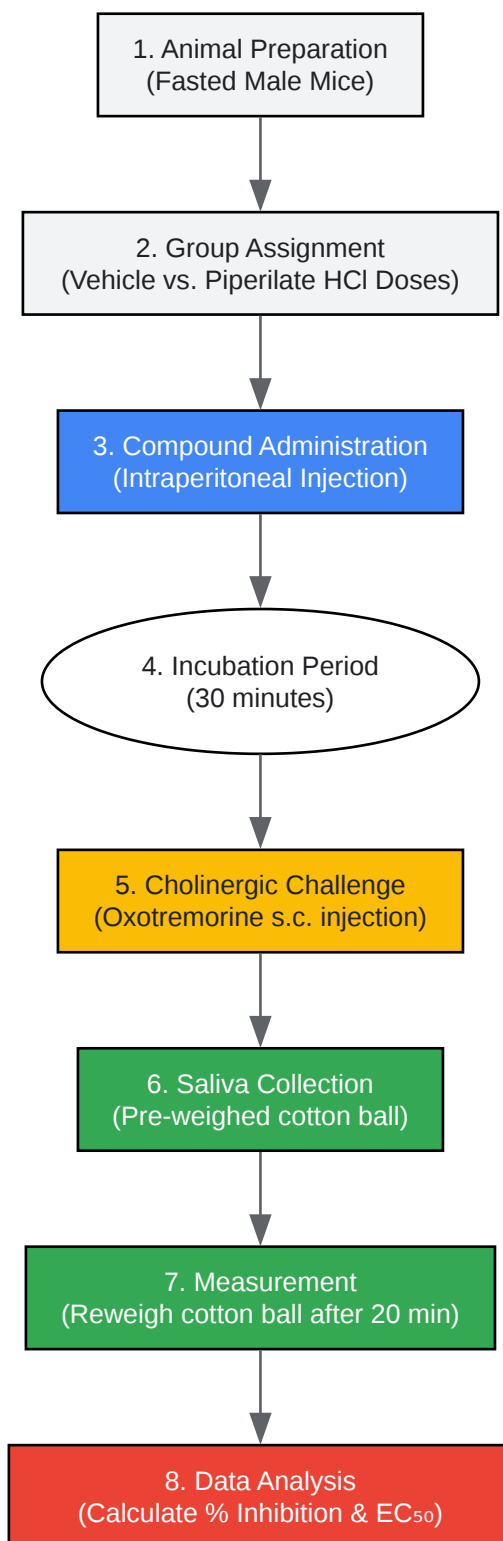 1. Animal Preparation
(Fasted Male Mice)
2. Group Assignment
(Vehicle vs. Piperilate HCl Doses)
3. Compound Administration
(Intraperitoneal Injection)
4. Incubation Period
(30 minutes)
5. Cholinergic Challenge
(Oxotremorine s.c. injection)
6. Saliva Collection
(Pre-weighed cotton ball)
7. Measurement
(Reweigh cotton ball after 20 min)
8. Data Analysis
(Calculate % Inhibition & EC₅₀)